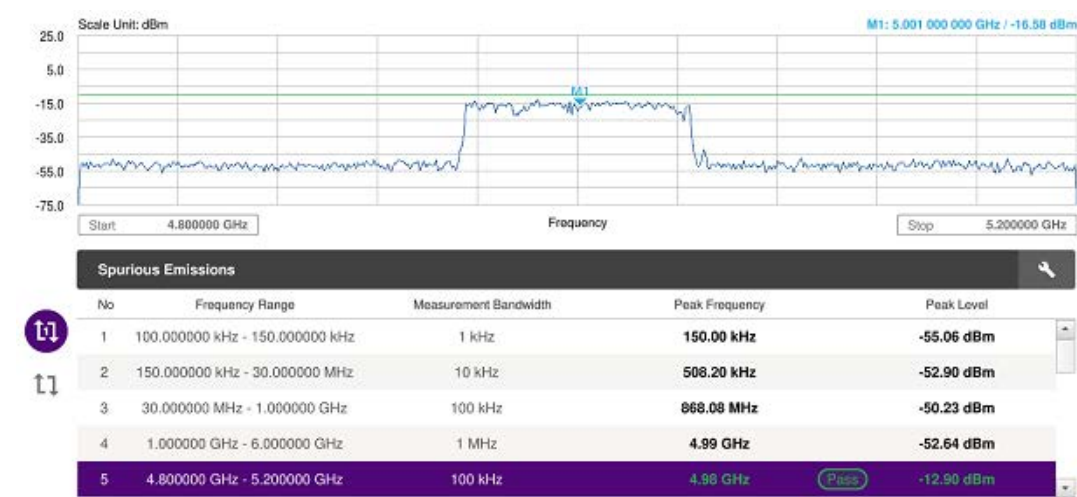 Scale Unit: dBm
M1: 5.001 000 000 GHz / -16.58 dBm
25.0
5.0
M1
-15.0
-35.0
-55.0
-75.0
Start 4.800000 GHz Frequency Stop 5.200000 GHz
Spurious Emissions
No Frequency Range Measurement Bandwidth Peak Frequency Peak Level
1 100.000000 kHz - 150.000000 kHz 1 kHz 150.00 kHz -55.06 dBm
2 150.000000 kHz - 30.000000 MHz 10 kHz 508.20 kHz -52.90 dBm
3 30.000000 MHz - 1.000000 GHz 100 kHz 868.08 MHz -50.23 dBm
4 1.000000 GHz - 6.000000 GHz 1 MHz 4.99 GHz -52.64 dBm
5 4.800000 GHz - 5.200000 GHz 100 kHz 4.98 GHz Pass -12.90 dBm